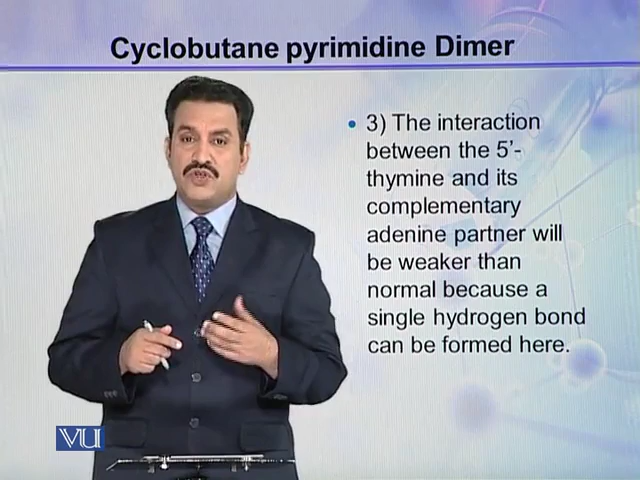 Cyclobutane pyrimidine Dimer
• 3) The interaction
between the 5’-
thymine and its
complementary
adenine partner will
be weaker than
normal because a
single hydrogen bond
can be formed here.
VU